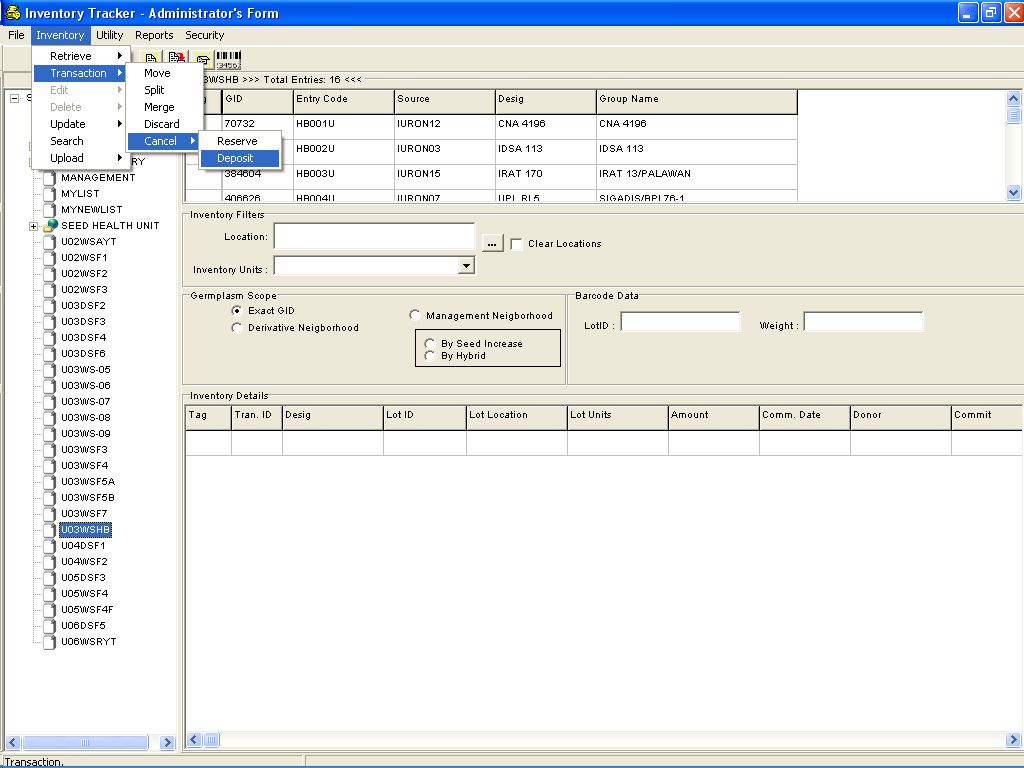 Inventory Tracker - Administrator's Form
File Inventory Utility Reports Security
Retrieve
Transaction
Edit
Delete
Update
Search
Upload
Move
Split
Merge
Discard
Cancel
Reserve
Deposit
WSHB >>> Total Entries: 16 <<<
GID Entry Code Source Desig Group Name
70732 HB001U IURON12 CNA 4196 CNA 4196
HB002U IURON03 IDSA 113 IDSA 113
384604 HB003U IURON15 IRAT 170 IRAT 13/PALAWAN
406626 HB004U IURON07 UPL RL5 SIGADIS/BPI 76-1
MANAGEMENT
MYLIST
MYNEWLIST
SEED HEALTH UNIT
U02WSAYT
U02WSF1
U02WSF2
U02WSF3
U03DSF2
U03DSF3
U03DSF4
U03DSF6
U03WS-05
U03WS-06
U03WS-07
U03WS-08
U03WS-09
U03WSF3
U03WSF4
U03WSF5A
U03WSF5B
U03WSF7
U03WSHB
U04DSF1
U04WSF2
U05DSF3
U05WSF4
U05WSF4F
U06DSF5
U06WSRYT
Inventory Filters
Location: ... Clear Locations
Inventory Units :
Germplasm Scope
Exact GID
Derivative Neigborhood
Management Neigborhood
By Seed Increase
By Hybrid
Barcode Data
LotID : Weight :
Inventory Details
Tag Tran. ID Desig Lot ID Lot Location Lot Units Amount Comm. Date Donor Commit
Transaction.